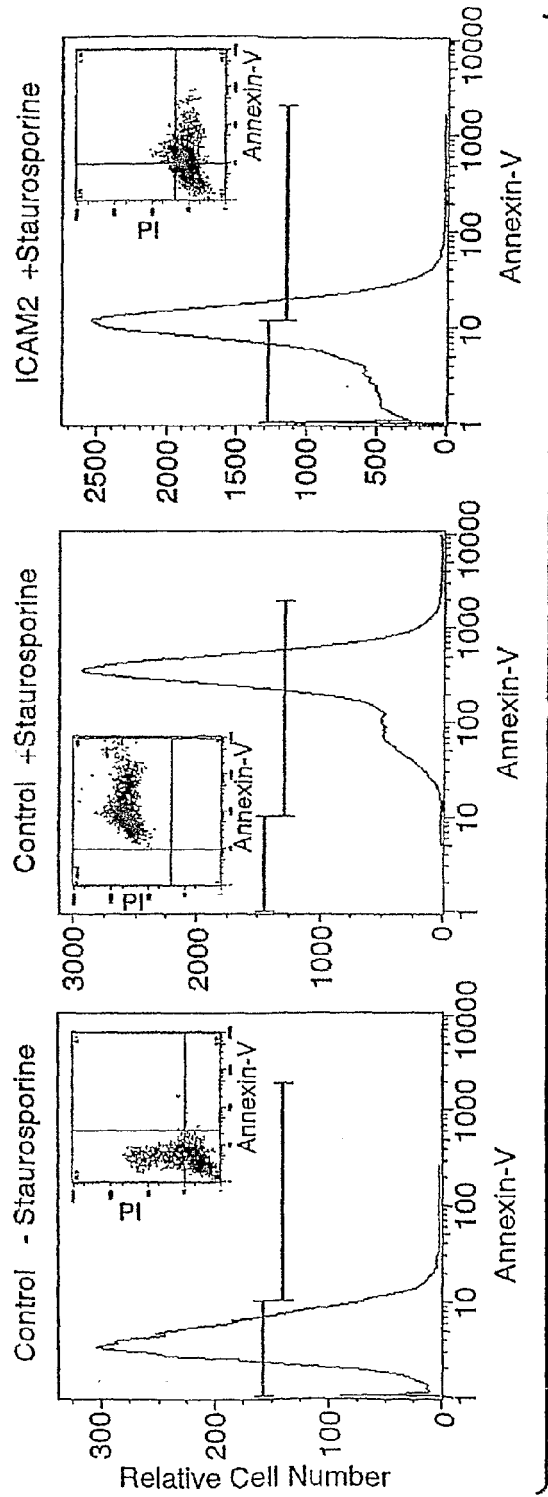 Control - Staurosporine
Relative Cell Number
300
200
100
0
1
10
100
1000
10000
Annexin-V
PI
Annexin-V
Control +Staurosporine
3000
2000
1000
0
1
10
100
1000
10000
Annexin-V
PI
Annexin-V
ICAM2 +Staurosporine
2500
2000
1500
1000
500
0
1
10
100
1000
10000
Annexin-V
PI
Annexin-V